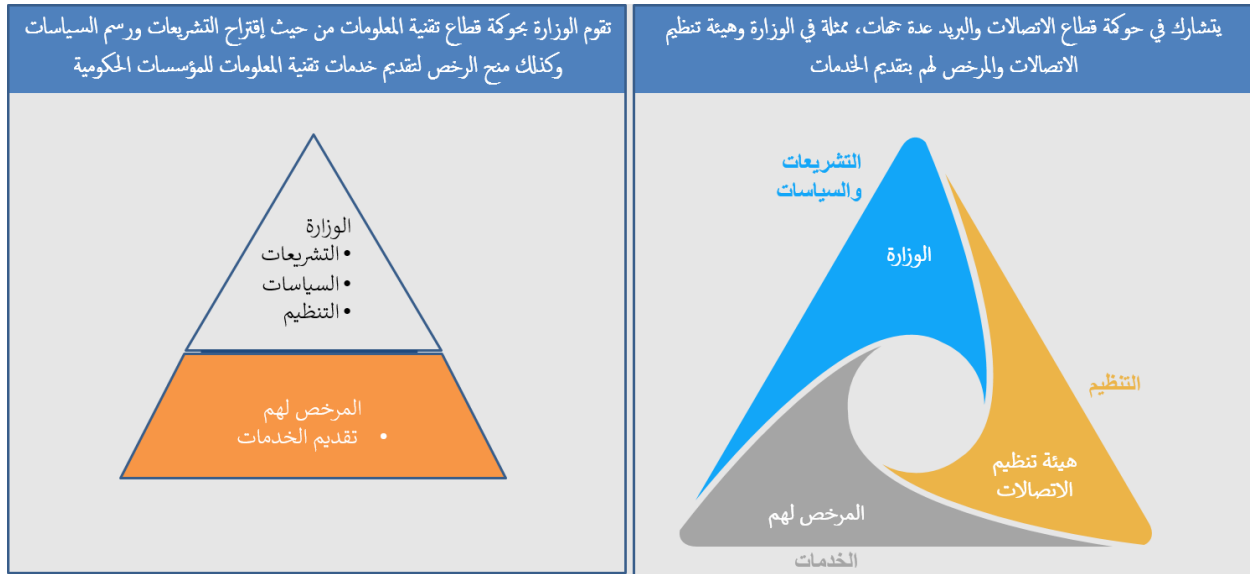 يتشارك في حوكمة قطاع الاتصالات والبريد عدة جهات، ممثلة في الوزارة وهيئة تنظيم
الاتصالات والمرخص لهم بتقديم الخدمات
التشريعات
والسياسات
الوزارة
التنظيم
هيئة تنظيم
الاتصالات
المرخص لهم
الخدمات
تقوم الوزارة بحوكمة قطاع تقنية المعلومات من حيث إقتراح التشريعات ورسم السياسات
وكذلك منح الرخص لتقديم خدمات تقنية المعلومات للمؤسسات الحكومية
الوزارة
• التشريعات
• السياسات
• التنظيم
المرخص لهم
• تقديم الخدمات